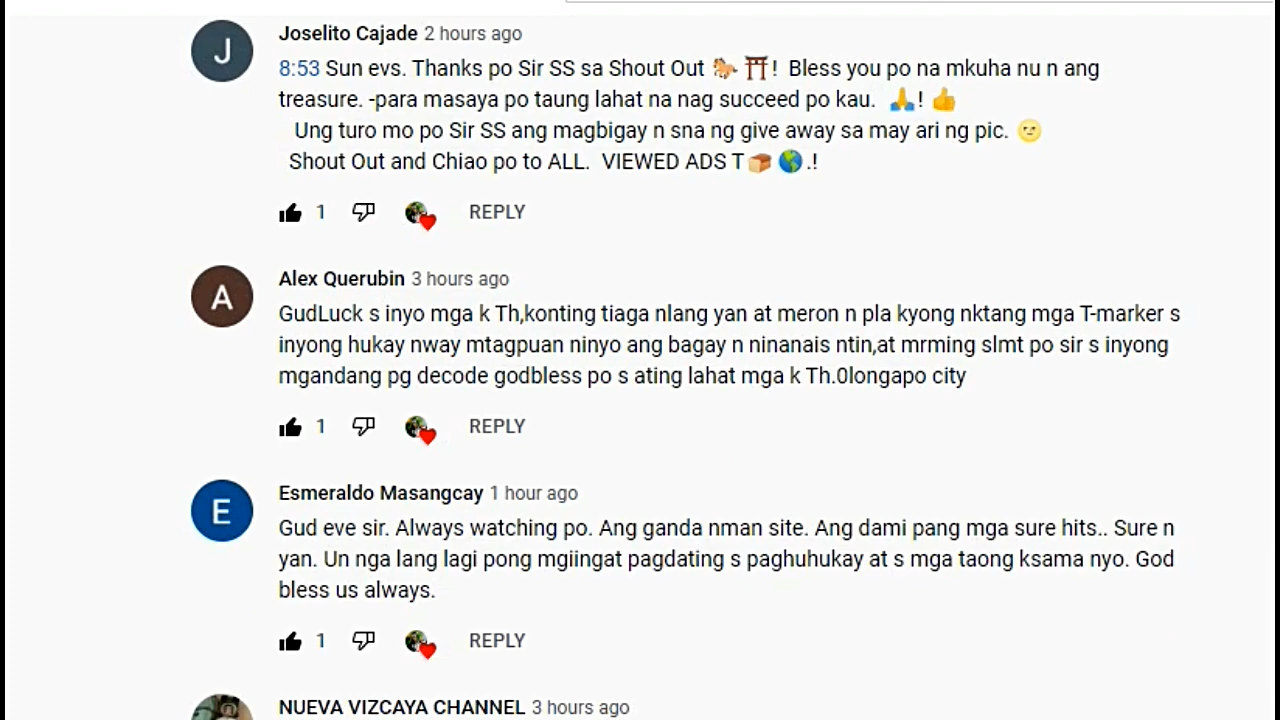 J
Joselito Cajade 2 hours ago
8:53 Sun evs. Thanks po Sir SS sa Shout Out 🐎 ⛩️! Bless you po na mkuha nu n ang
treasure. -para masaya po taung lahat na nag succeed po kau. 🙏! 👍
Ung turo mo po Sir SS ang magbigay n sna ng give away sa may ari ng pic. 🌝
Shout Out and Chiao po to ALL. VIEWED ADS T🍞 🌎.!
1 REPLY
A
Alex Querubin 3 hours ago
GudLuck s inyo mga k Th,konting tiaga nlang yan at meron n pla kyong nktang mga T-marker s
inyong hukay nway mtagpuan ninyo ang bagay n ninanais ntin,at mrming slmt po sir s inyong
mgandang pg decode godbless po s ating lahat mga k Th.0longapo city
1 REPLY
E
Esmeraldo Masangcay 1 hour ago
Gud eve sir. Always watching po. Ang ganda nman site. Ang dami pang mga sure hits.. Sure n
yan. Un nga lang lagi pong mgiingat pagdating s paghuhukay at s mga taong ksama nyo. God
bless us always.
1 REPLY
NUEVA VIZCAYA CHANNEL 3 hours ago